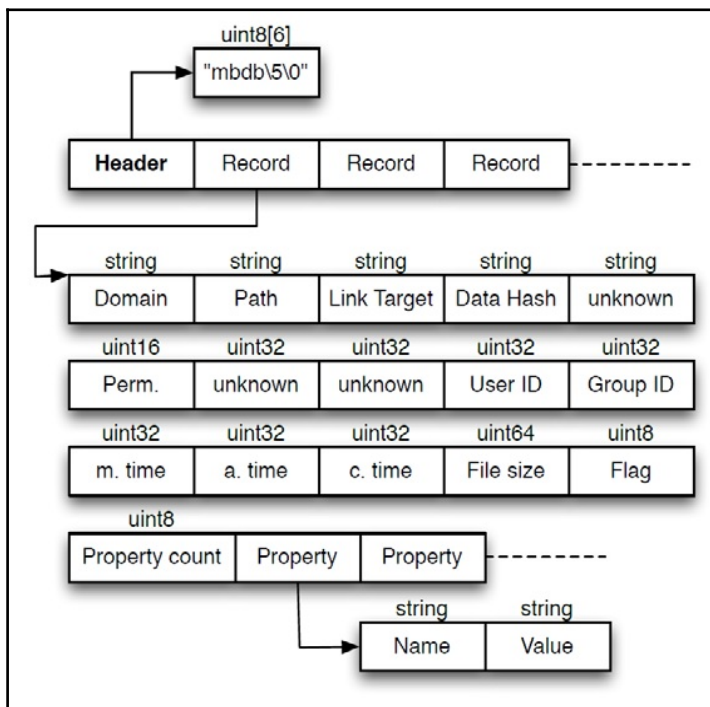 uint8[6]
"mbdb\5\0"
Header Record Record Record
string string string string string
Domain Path Link Target Data Hash unknown
uint16 uint32 uint32 uint32 uint32
Perm. unknown unknown User ID Group ID
uint32 uint32 uint32 uint64 uint8
m. time a. time c. time File size Flag
uint8
Property count Property Property
string string
Name Value